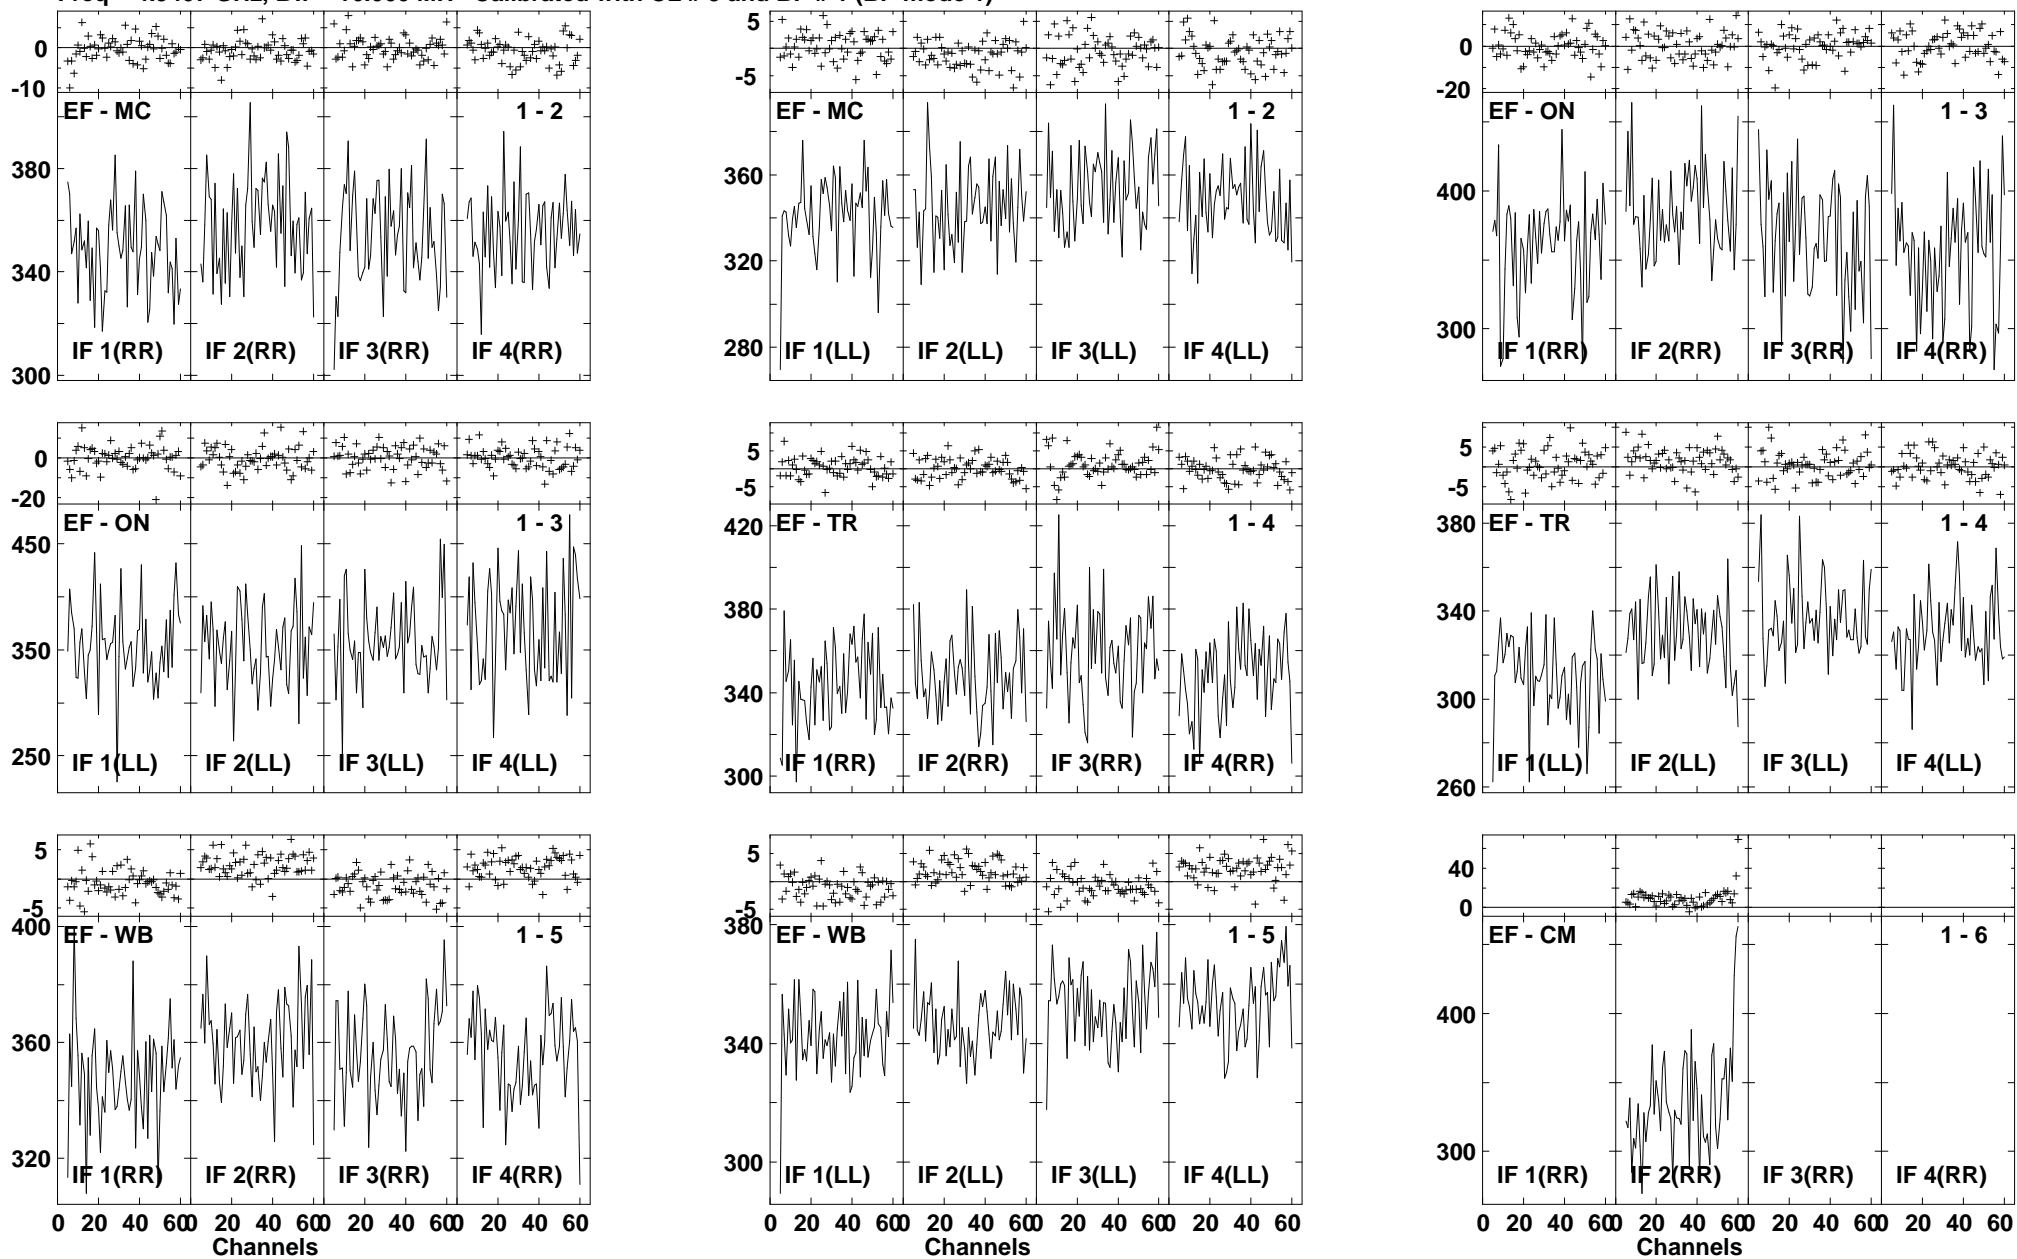 0
-10
EF - MC 1 - 2
380
340
300
IF 1(RR) IF 2(RR) IF 3(RR) IF 4(RR)
5
-5
EF - MC 1 - 2
360
320
280
IF 1(LL) IF 2(LL) IF 3(LL) IF 4(LL)
0
-20
EF - ON 1 - 3
400
300
IF 1(RR) IF 2(RR) IF 3(RR) IF 4(RR)
0
-20
EF - ON 1 - 3
450
350
250
IF 1(LL) IF 2(LL) IF 3(LL) IF 4(LL)
5
-5
EF - TR 1 - 4
420
380
340
300
IF 1(RR) IF 2(RR) IF 3(RR) IF 4(RR)
5
-5
EF - TR 1 - 4
380
340
300
260
IF 1(LL) IF 2(LL) IF 3(LL) IF 4(LL)
5
-5
EF - WB 1 - 5
400
360
320
IF 1(RR) IF 2(RR) IF 3(RR) IF 4(RR)
0 20 40 60 0 20 40 60 0 20 40 60 0 20 40 60
Channels
5
-5
EF - WB 1 - 5
380
340
300
IF 1(LL) IF 2(LL) IF 3(LL) IF 4(LL)
0 20 40 60 0 20 40 60 0 20 40 60 0 20 40 60
Channels
40
0
EF - CM 1 - 6
400
300
IF 1(RR) IF 2(RR) IF 3(RR) IF 4(RR)
0 20 40 60 0 20 40 60 0 20 40 60 0 20 40 60
Channels